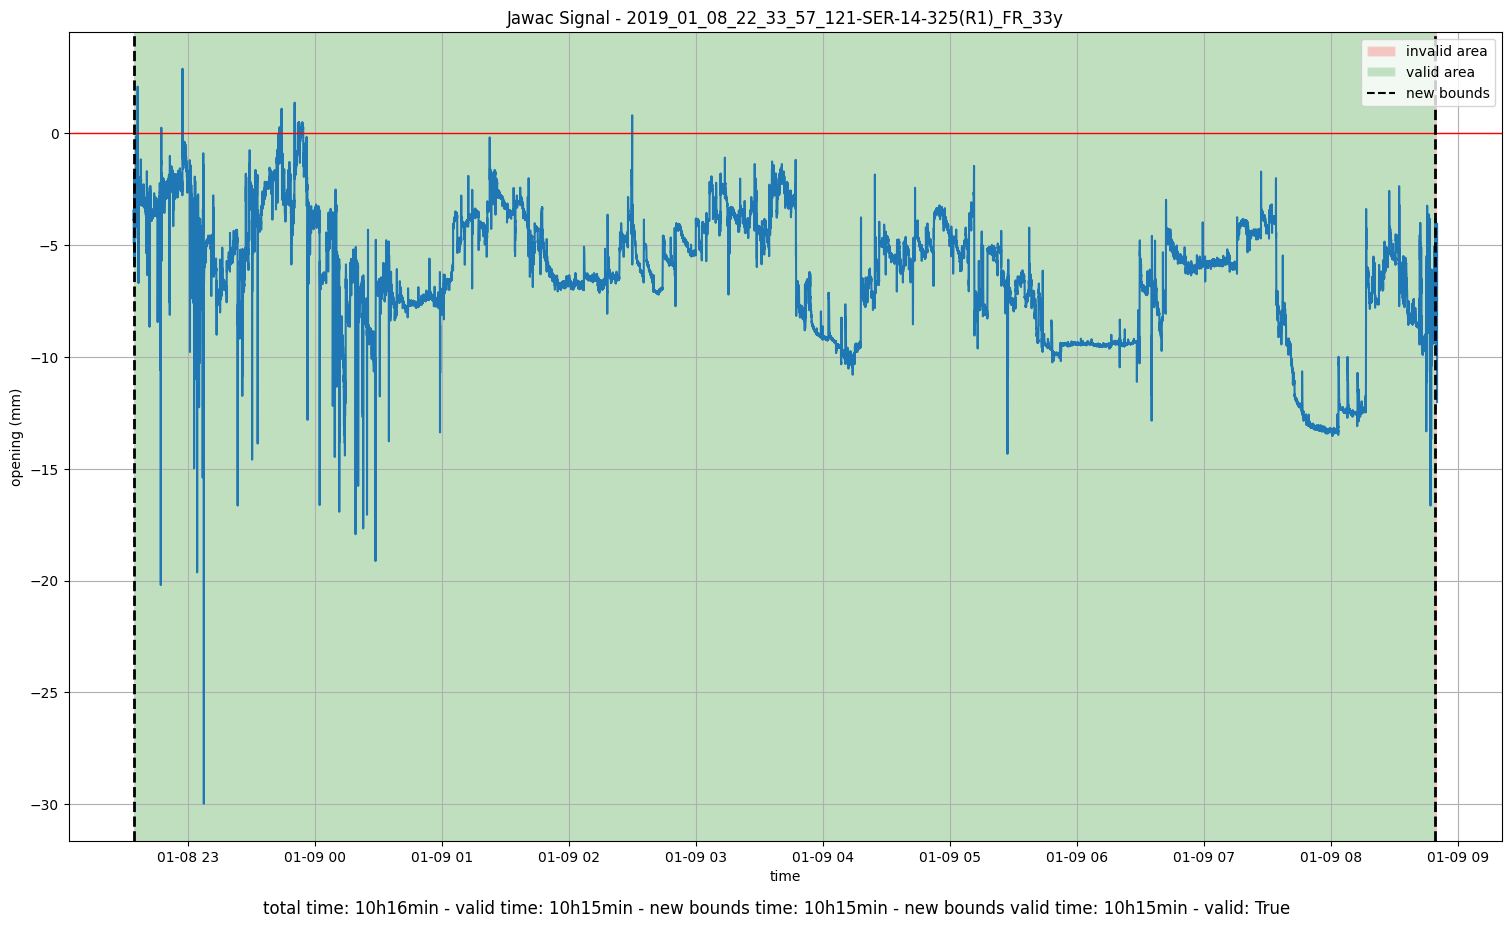 Jawac Signal - 2019_01_08_22_33_57_121-SER-14-325(R1)_FR_33y
invalid area
valid area
new bounds
opening (mm)
0
−5
−10
−15
−20
−25
−30
01-08 23
01-09 00
01-09 01
01-09 02
01-09 03
01-09 04
01-09 05
01-09 06
01-09 07
01-09 08
01-09 09
time
total time: 10h16min - valid time: 10h15min - new bounds time: 10h15min - new bounds valid time: 10h15min - valid: True